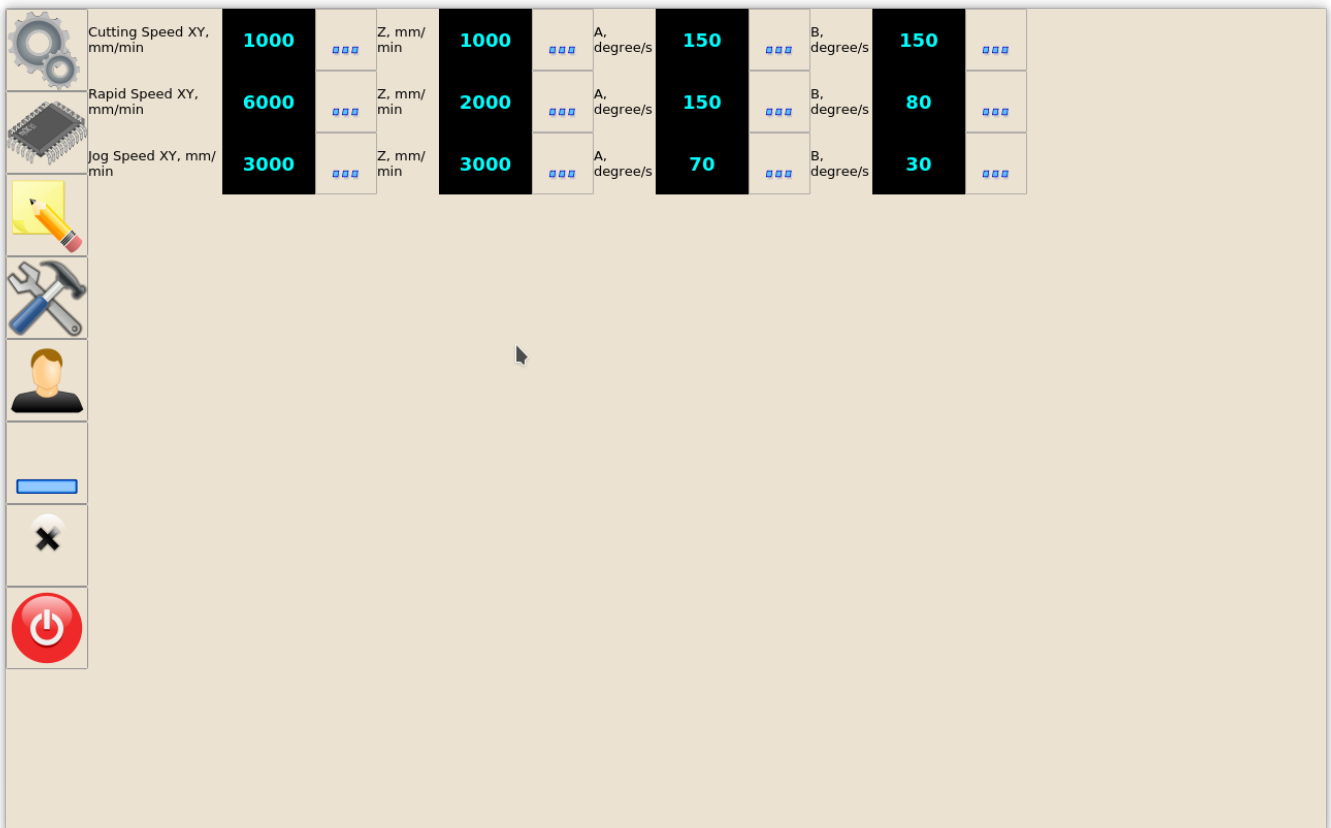 Cutting Speed XY,
mm/min
1000
Z, mm/
min
1000
A,
degree/s
150
B,
degree/s
150
Rapid Speed XY,
mm/min
6000
Z, mm/
min
2000
A,
degree/s
150
B,
degree/s
80
Jog Speed XY, mm/
min
3000
Z, mm/
min
3000
A,
degree/s
70
B,
degree/s
30